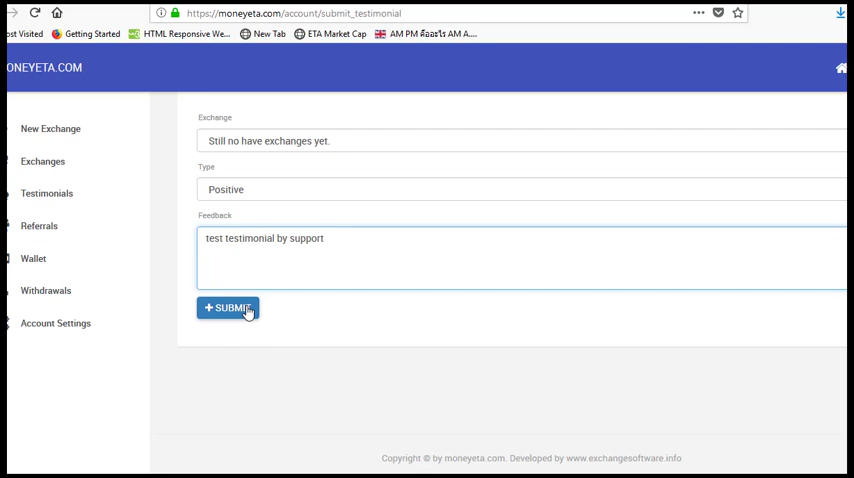 https://moneyeta.com/account/submit_testimonial
ost Visited Getting Started HTML Responsive We... New Tab ETA Market Cap AM PM คืออะไร AM A....
ONEYETA.COM
New Exchange
Exchanges
Testimonials
Referrals
Wallet
Withdrawals
Account Settings
Exchange
Still no have exchanges yet.
Type
Positive
Feedback
test testimonial by support
+ SUBMIT
Copyright © by moneyeta.com. Developed by www.exchangesoftware.info